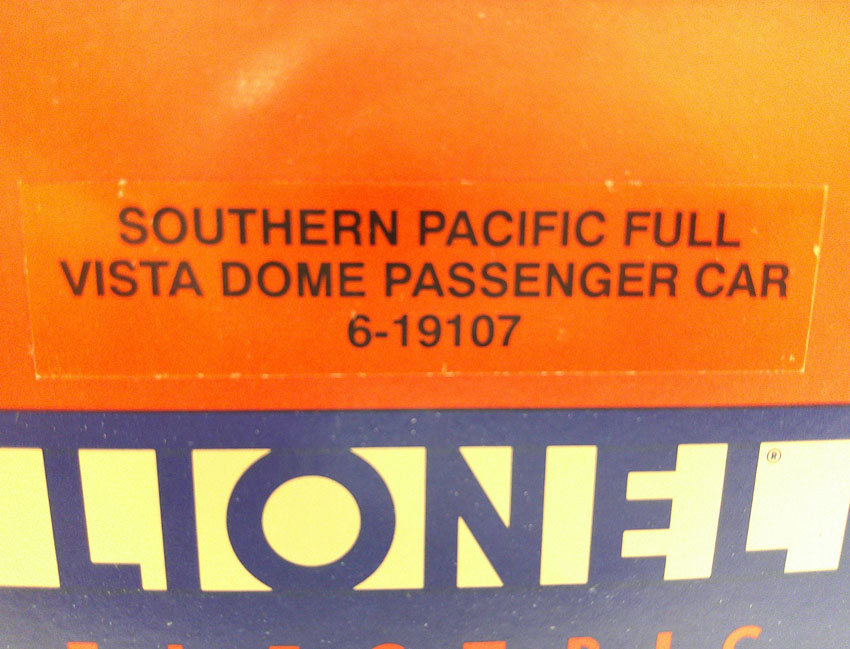 SOUTHERN PACIFIC FULL
VISTA DOME PASSENGER CAR
6-19107
LIONEL®